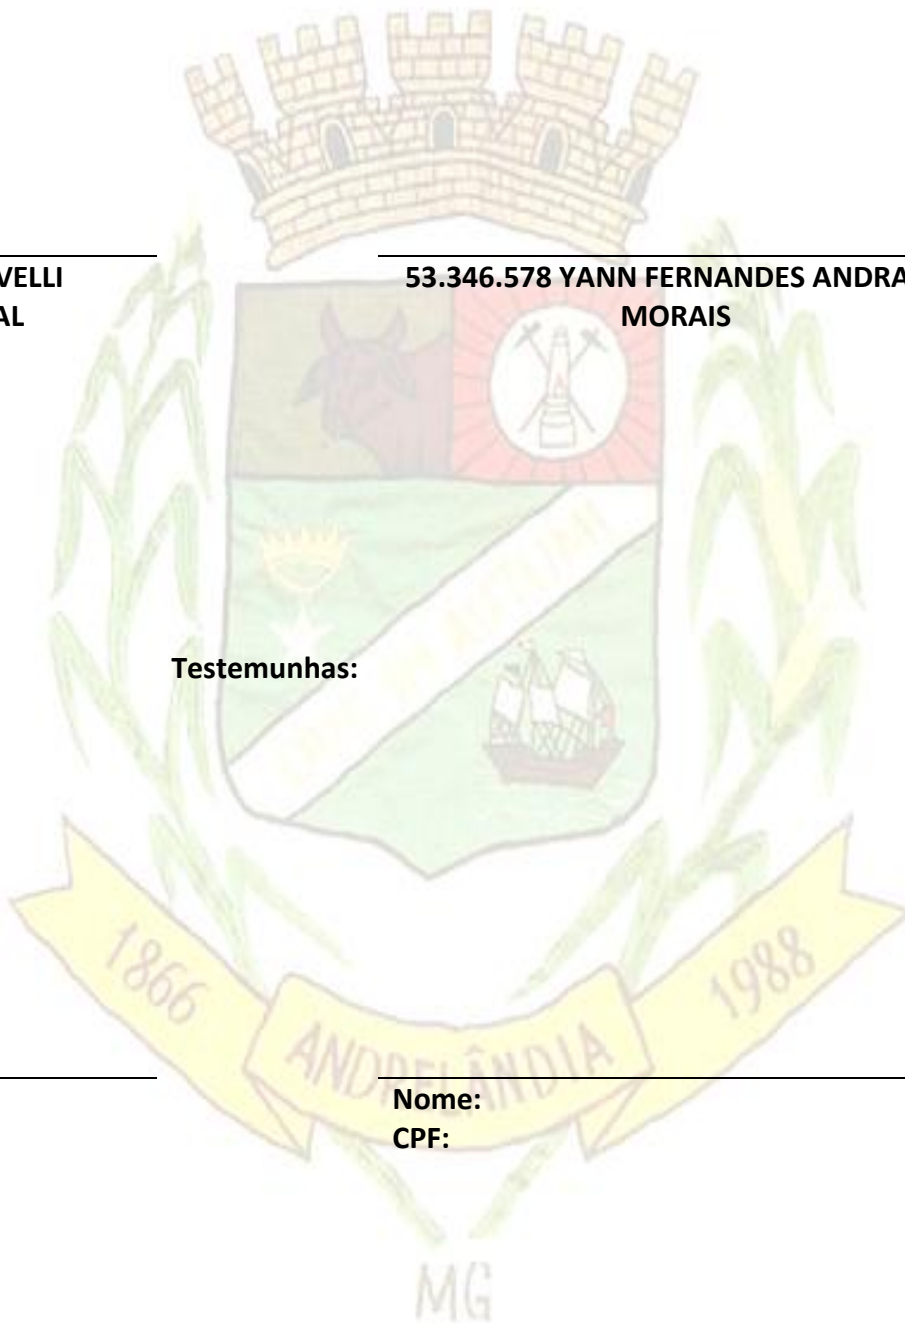 VELLI
AL
53.346.578 YANN FERNANDES ANDRA
MORAIS
Testemunhas:
1866
1988
ANDRELÂNDIA
Nome:
CPF:
MG